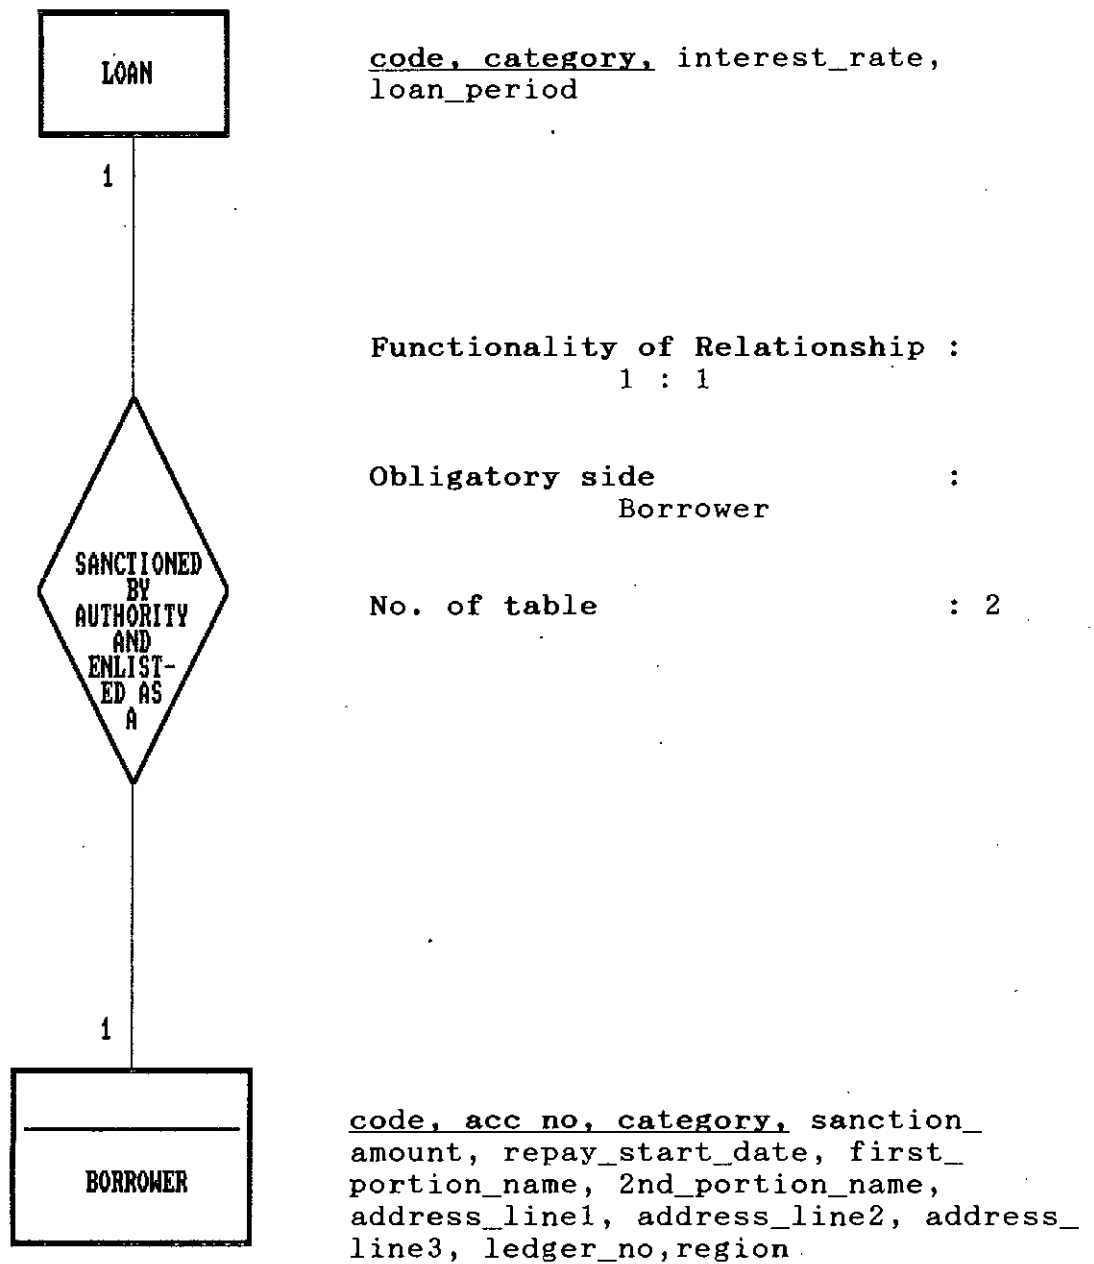 LOAN
code, category, interest_rate,
loan_period
1
Functionality of Relationship :
1 : 1
Obligatory side :
Borrower
SANCTIONED
BY
AUTHORITY
AND
ENLIST-
ED AS
A
No. of table : 2
1
BORROWER
code, acc no, category, sanction_
amount, repay_start_date, first_
portion_name, 2nd_portion_name,
address_line1, address_line2, address_
line3, ledger_no,region